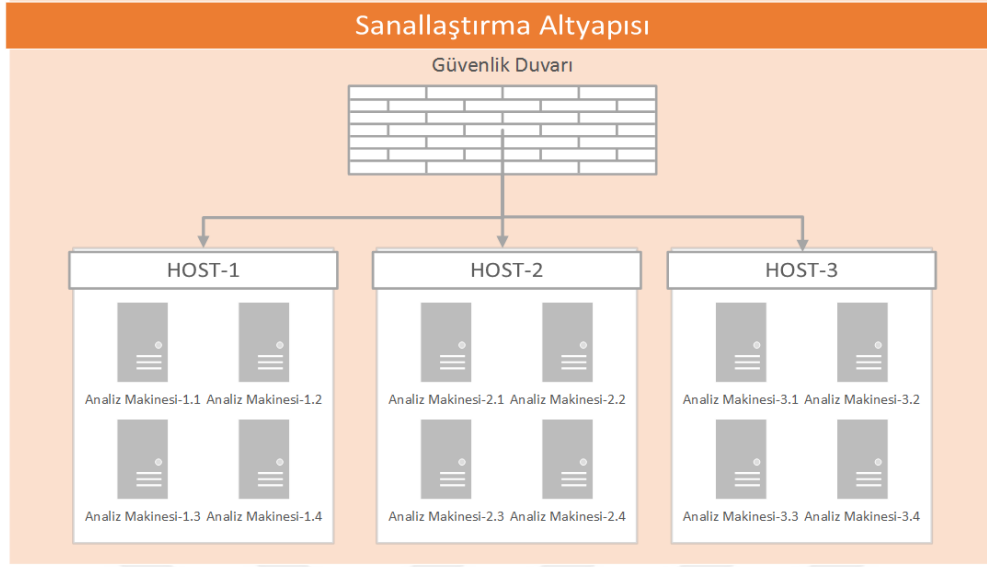 Sanallaştırma Altyapısı
Güvenlik Duvarı
HOST-1
HOST-2
HOST-3
Analiz Makinesi-1.1 Analiz Makinesi-1.2
Analiz Makinesi-2.1 Analiz Makinesi-2.2
Analiz Makinesi-3.1 Analiz Makinesi-3.2
Analiz Makinesi-1.3 Analiz Makinesi-1.4
Analiz Makinesi-2.3 Analiz Makinesi-2.4
Analiz Makinesi-3.3 Analiz Makinesi-3.4